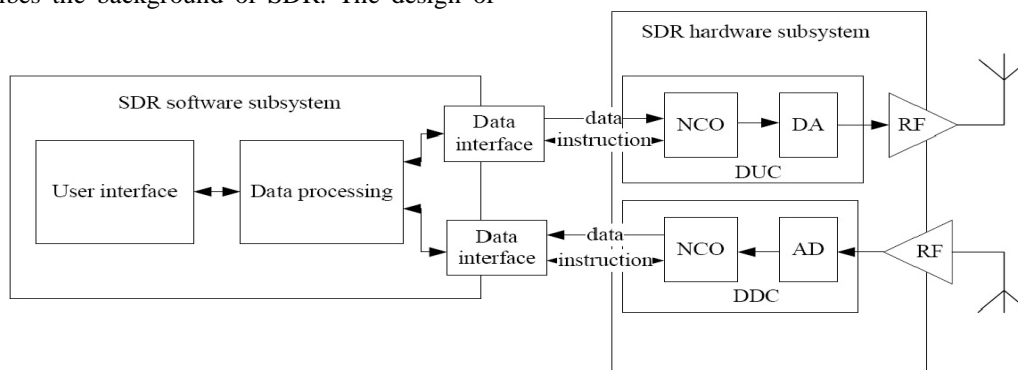 bes the background of SDR. The design of
SDR hardware subsystem
SDR software subsystem
User interface
Data processing
Data
interface
data
instruction
NCO
DA
DUC
RF
Data
interface
data
instruction
NCO
AD
DDC
RF